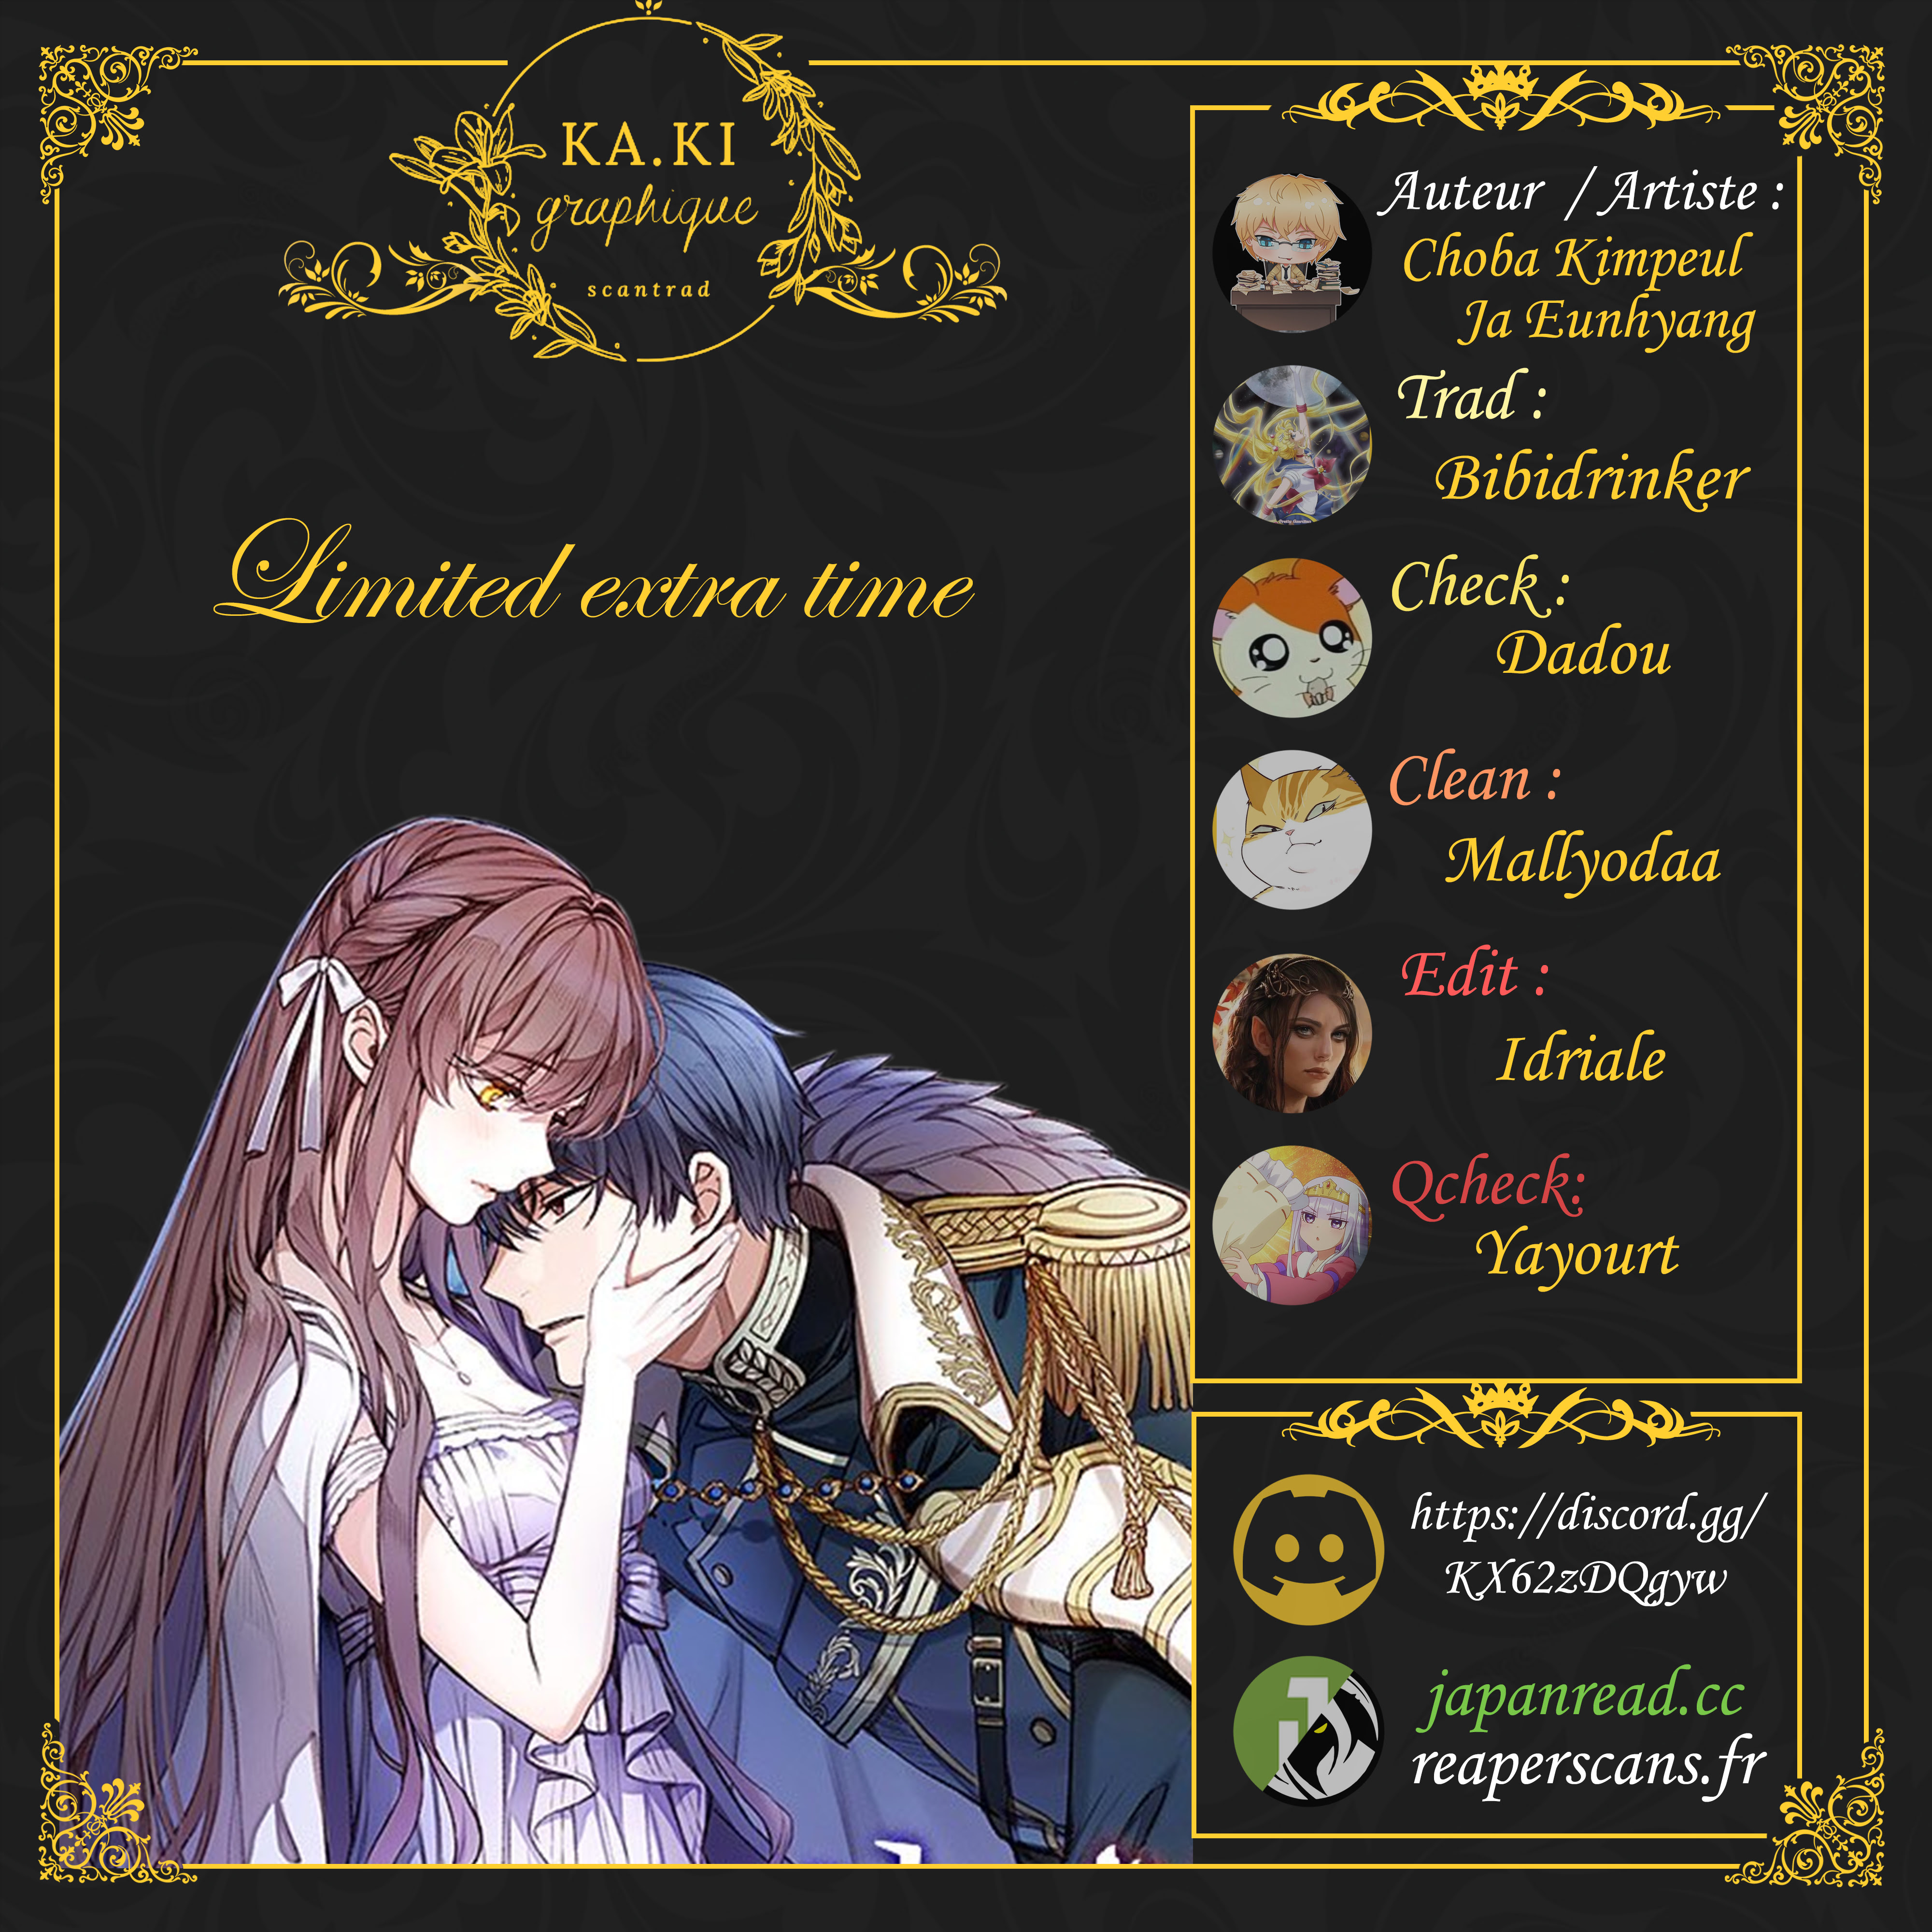 KA.KI
graphique
scantrad
Limited extra time
Auteur / Artiste :
Choba Kimpeul
Ja Eunhyang
Trad :
Bibidrinker
Check :
Dadou
Clean :
Mallyodaa
Edit :
Idriale
Qcheck:
Yayourt
https://discord.gg/
KX62zDQgyw
japanread.cc
reaperscans.fr